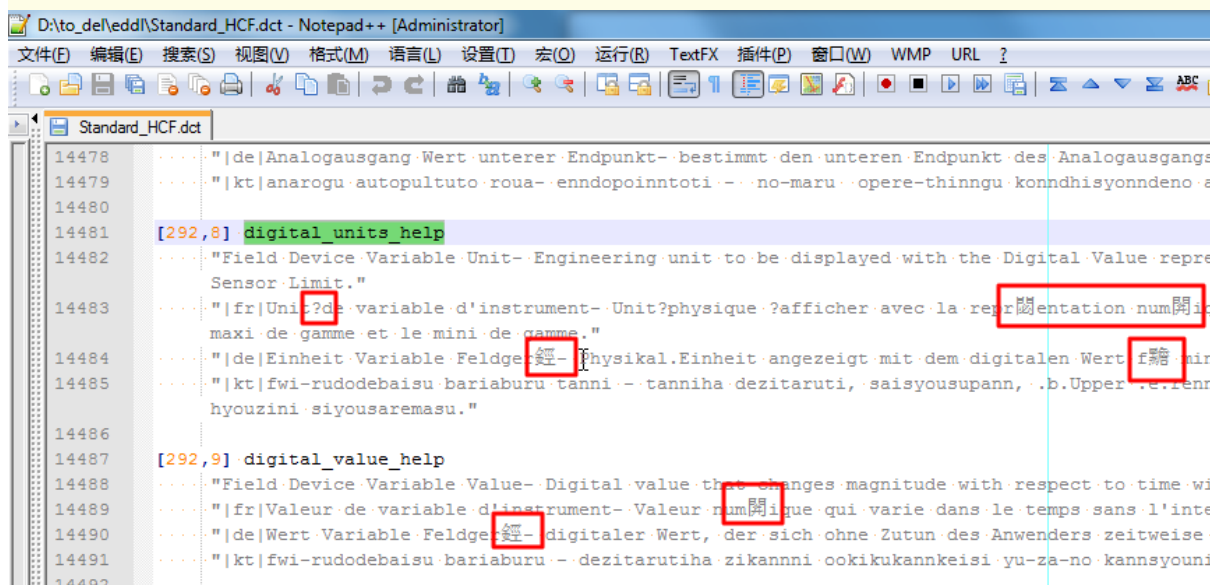 D:\to_del\eddl\Standard_HCF.dct - Notepad++ [Administrator]
文件(F) 编辑(E) 搜索(S) 视图(V) 格式(M) 语言(L) 设置(T) 宏(O) 运行(R) TextFX 插件(P) 窗口(W) WMP URL ?
ABC
Standard_HCF.dct
14478 "|de|Analogausgang Wert unterer Endpunkt- bestimmt den unteren Endpunkt des Analogausgangs
14479 "|kt|anarogu autopultuto roua- enndopoinntoti - no-maru opere-thinngu konndhisyonndeno a
14480
14481 [292,8] digital_units_help
14482 "Field Device Variable Unit- Engineering unit to be displayed with the Digital Value repre
Sensor Limit."
14483 "|fr|Unit?de variable d'instrument- Unit?physique ?afficher avec la repr閟entation num開i
maxi de gamme et le mini de gamme."
14484 "|de|Einheit Variable Feldger鋞- Physikal.Einheit angezeigt mit dem digitalen Wert f黵 min
14485 "|kt|fwi-rudodebaisu bariaburu tanni - tanniha dezitaruti, saisyousupann, .b.Upper .e.fenn
hyouzini siyousaremasu."
14486
14487 [292,9] digital_value_help
14488 "Field Device Variable Value- Digital value that changes magnitude with respect to time wi
14489 "|fr|Valeur de variable d'instrument- Valeur num開ique qui varie dans le temps sans l'inte
14490 "|de|Wert Variable Feldger鋞- digitaler Wert, der sich ohne Zutun des Anwenders zeitweise
14491 "|kt|fwi-rudodebaisu bariaburu - dezitarutiha zikannni ookikukannkeisi yu-za-no kannsyouni
14492